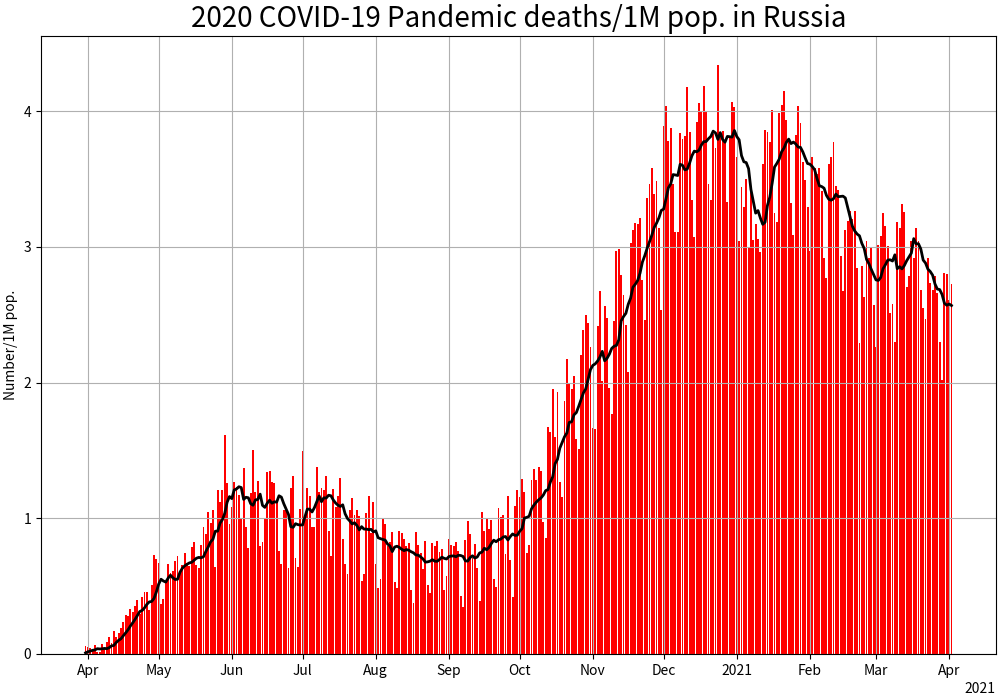 2020 COVID-19 Pandemic deaths/1M pop. in Russia
Number/1M pop.
4
3
2
1
0
Apr May Jun Jul Aug Sep Oct Nov Dec 2021 Feb Mar Apr
2021